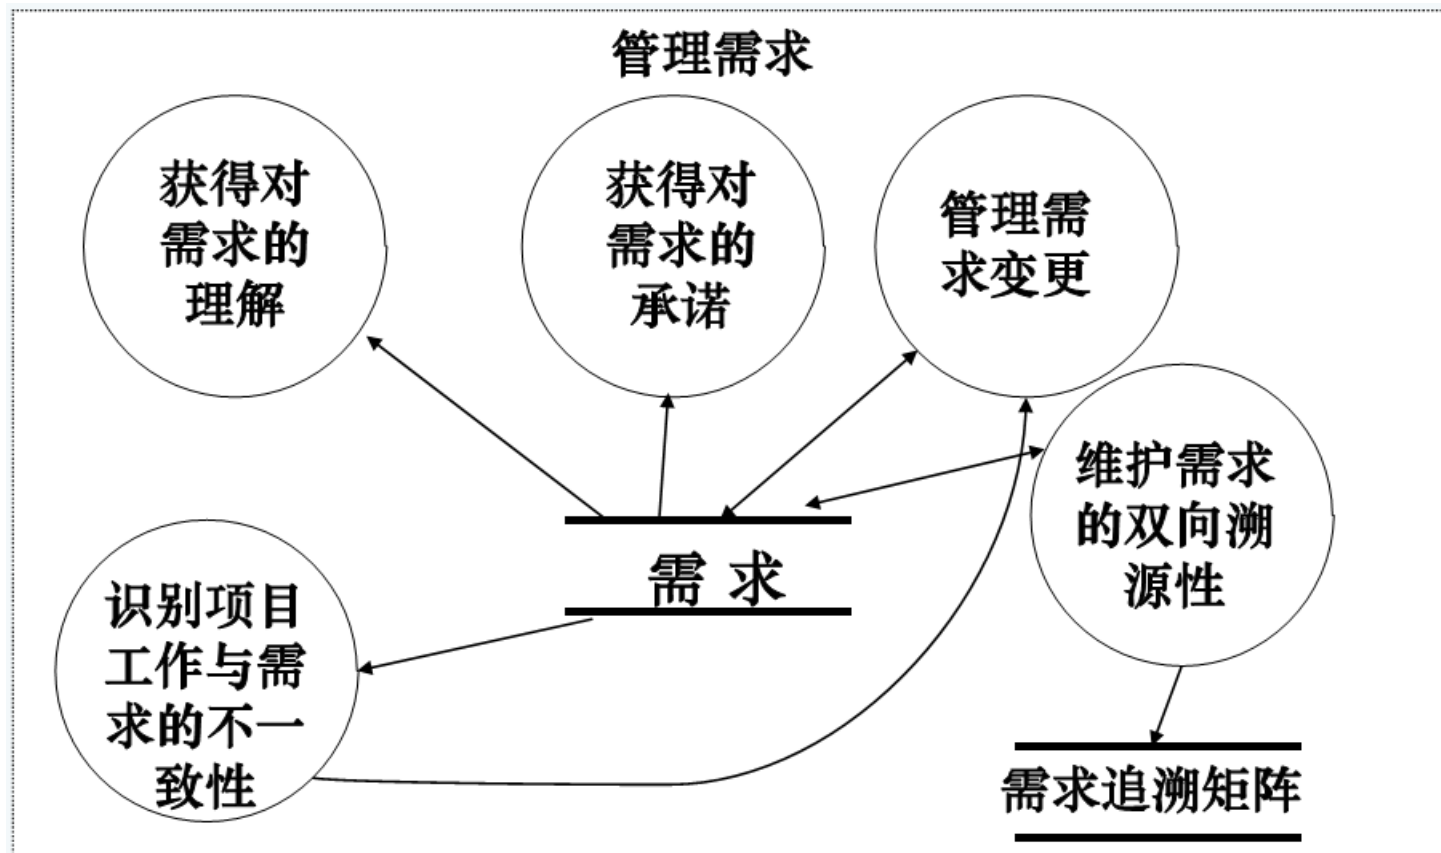 管理需求
获得对
需求的
理解
获得对
需求的
承诺
管理需
求变更
维护需求
的双向溯
源性
需 求
识别项目
工作与需
求的不一
致性
需求追溯矩阵